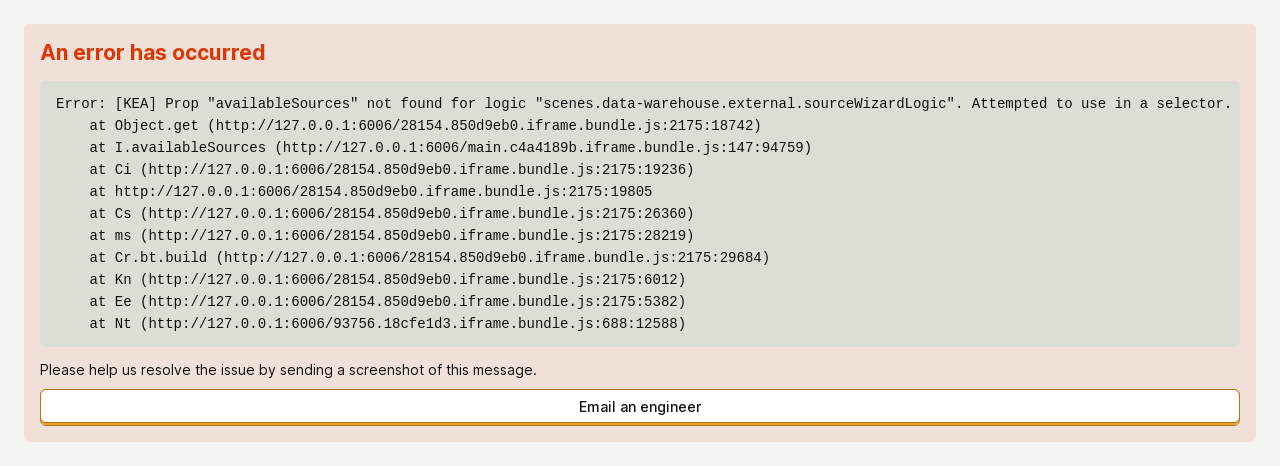 An error has occurred
Error: [KEA] Prop "availableSources" not found for logic "scenes.data-warehouse.external.sourceWizardLogic". Attempted to use in a selector.
    at Object.get (http://127.0.0.1:6006/28154.850d9eb0.iframe.bundle.js:2175:18742)
    at I.availableSources (http://127.0.0.1:6006/main.c4a4189b.iframe.bundle.js:147:94759)
    at Ci (http://127.0.0.1:6006/28154.850d9eb0.iframe.bundle.js:2175:19236)
    at http://127.0.0.1:6006/28154.850d9eb0.iframe.bundle.js:2175:19805
    at Cs (http://127.0.0.1:6006/28154.850d9eb0.iframe.bundle.js:2175:26360)
    at ms (http://127.0.0.1:6006/28154.850d9eb0.iframe.bundle.js:2175:28219)
    at Cr.bt.build (http://127.0.0.1:6006/28154.850d9eb0.iframe.bundle.js:2175:29684)
    at Kn (http://127.0.0.1:6006/28154.850d9eb0.iframe.bundle.js:2175:6012)
    at Ee (http://127.0.0.1:6006/28154.850d9eb0.iframe.bundle.js:2175:5382)
    at Nt (http://127.0.0.1:6006/93756.18cfe1d3.iframe.bundle.js:688:12588)
Please help us resolve the issue by sending a screenshot of this message.
Email an engineer